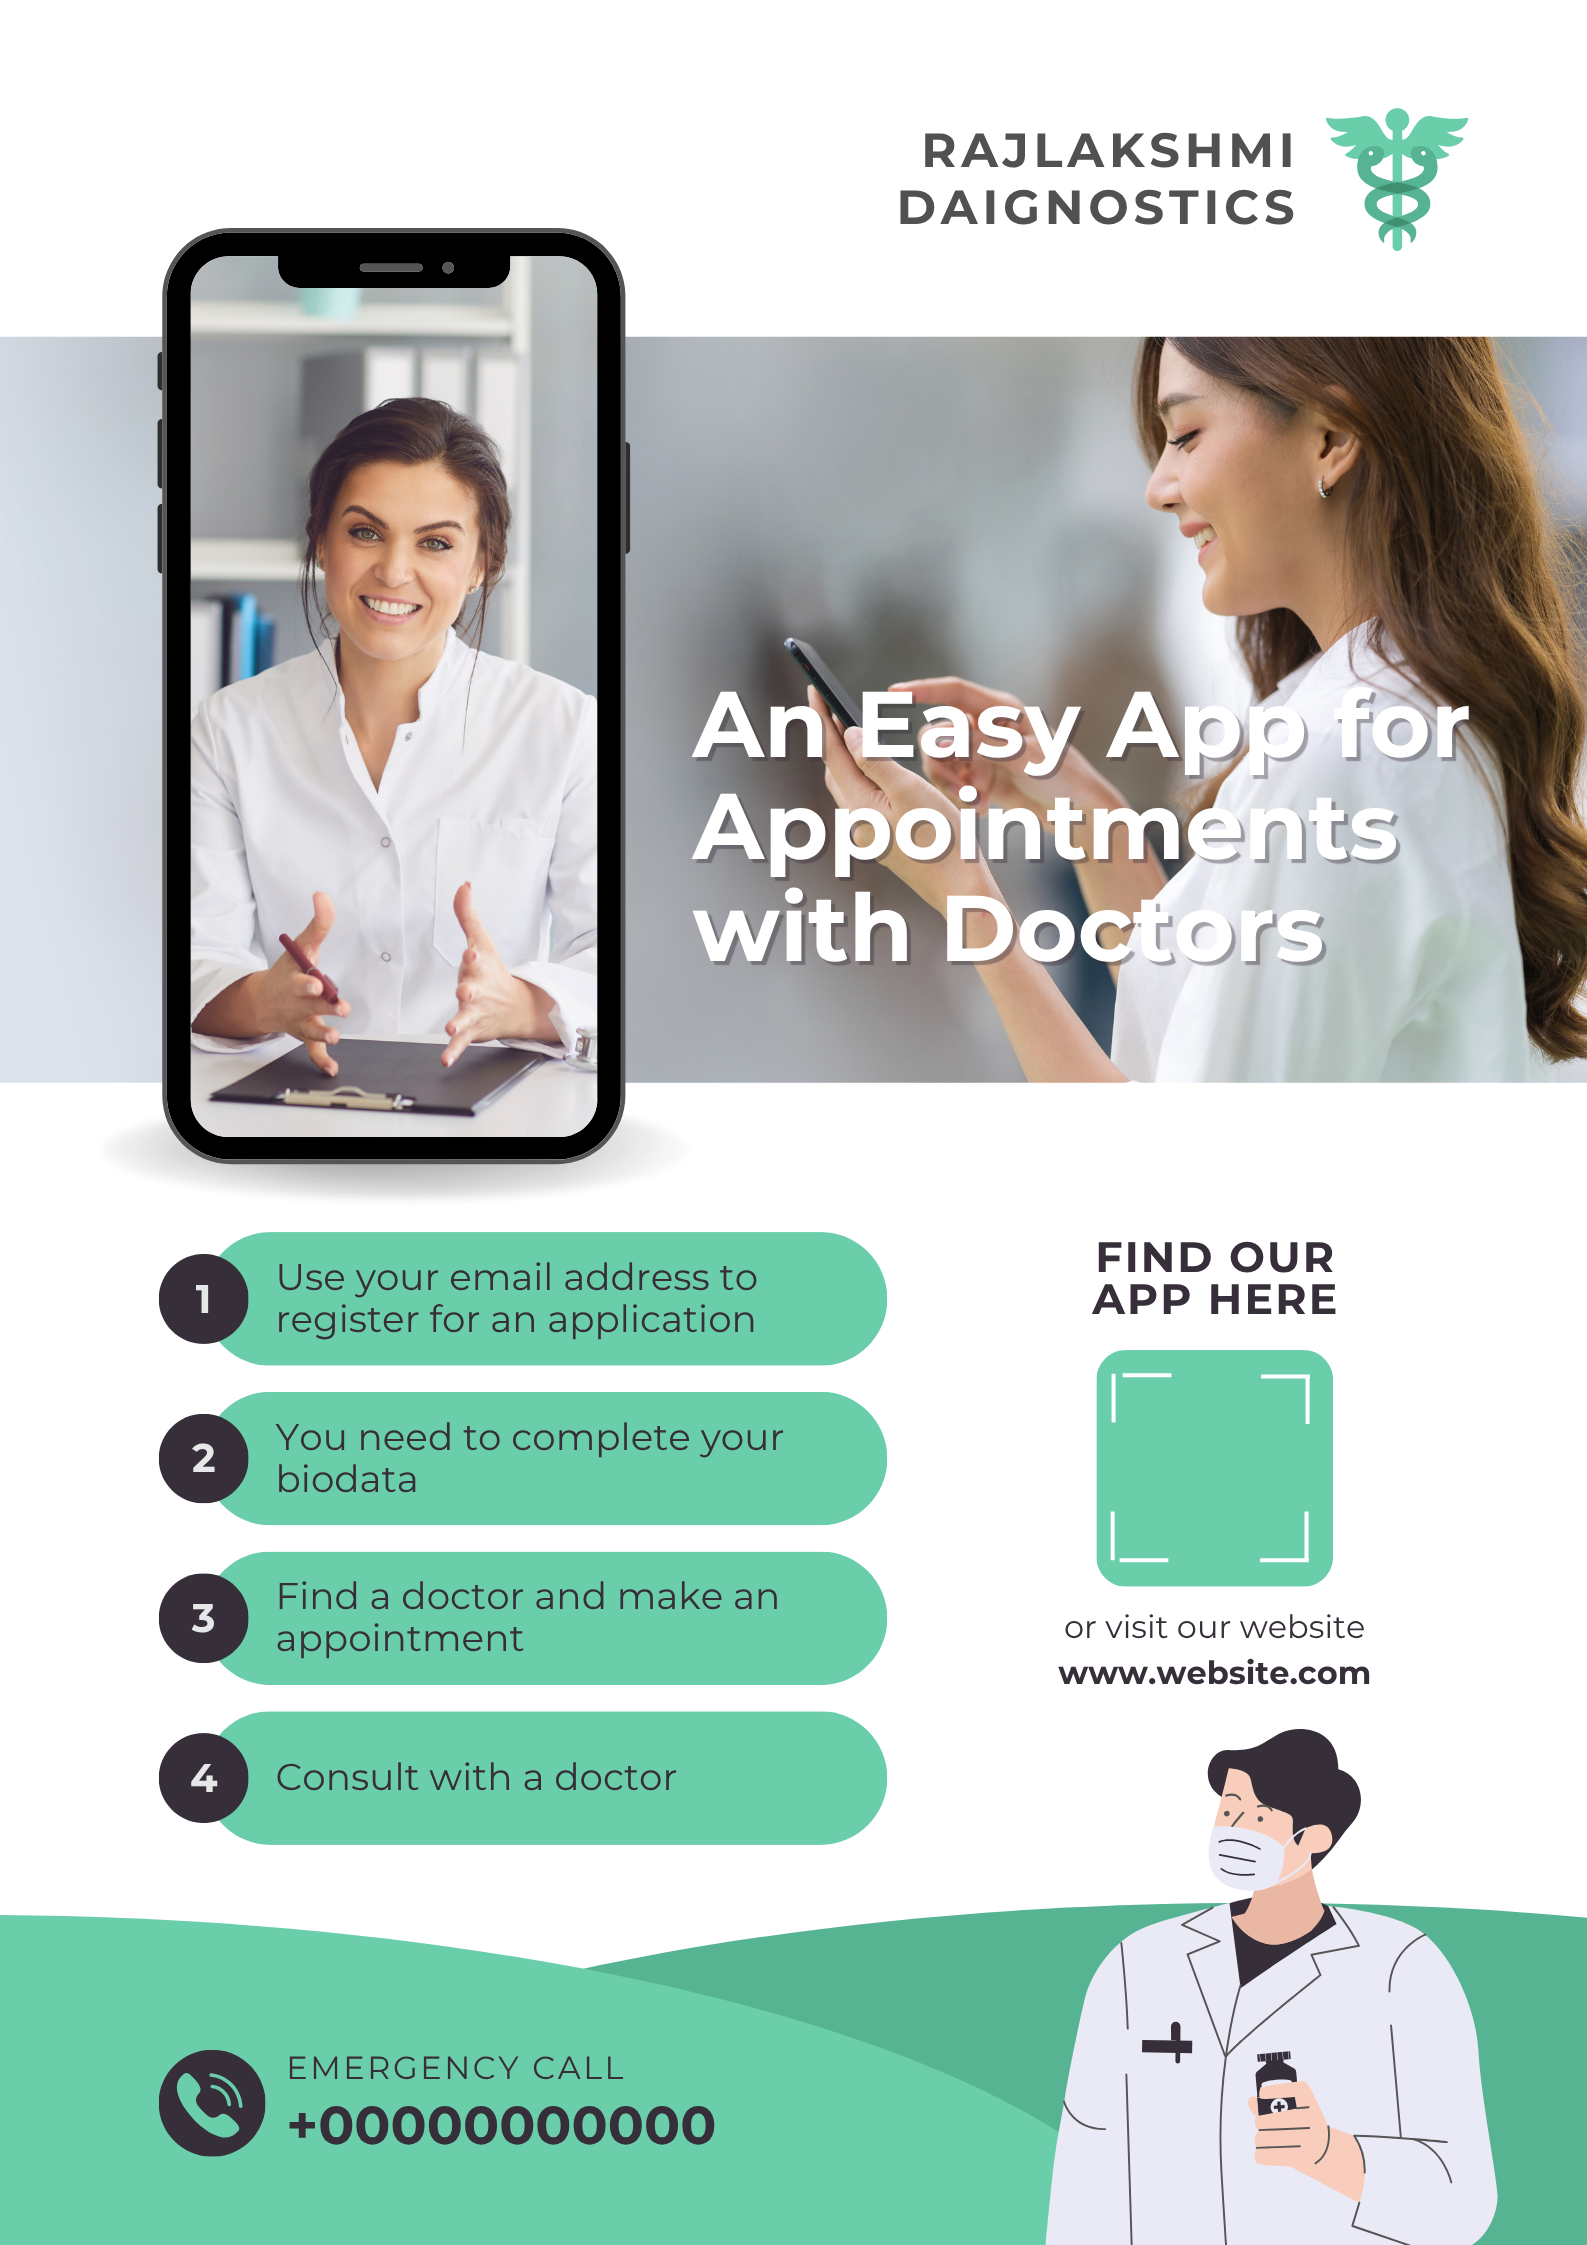 RAJLAKSHMI
DAIGNOSTICS
An Easy App for
Appointments
with Doctors
1
Use your email address to
register for an application
2
You need to complete your
biodata
3
Find a doctor and make an
appointment
4
Consult with a doctor
FIND OUR
APP HERE
or visit our website
www.website.com
EMERGENCY CALL
+00000000000